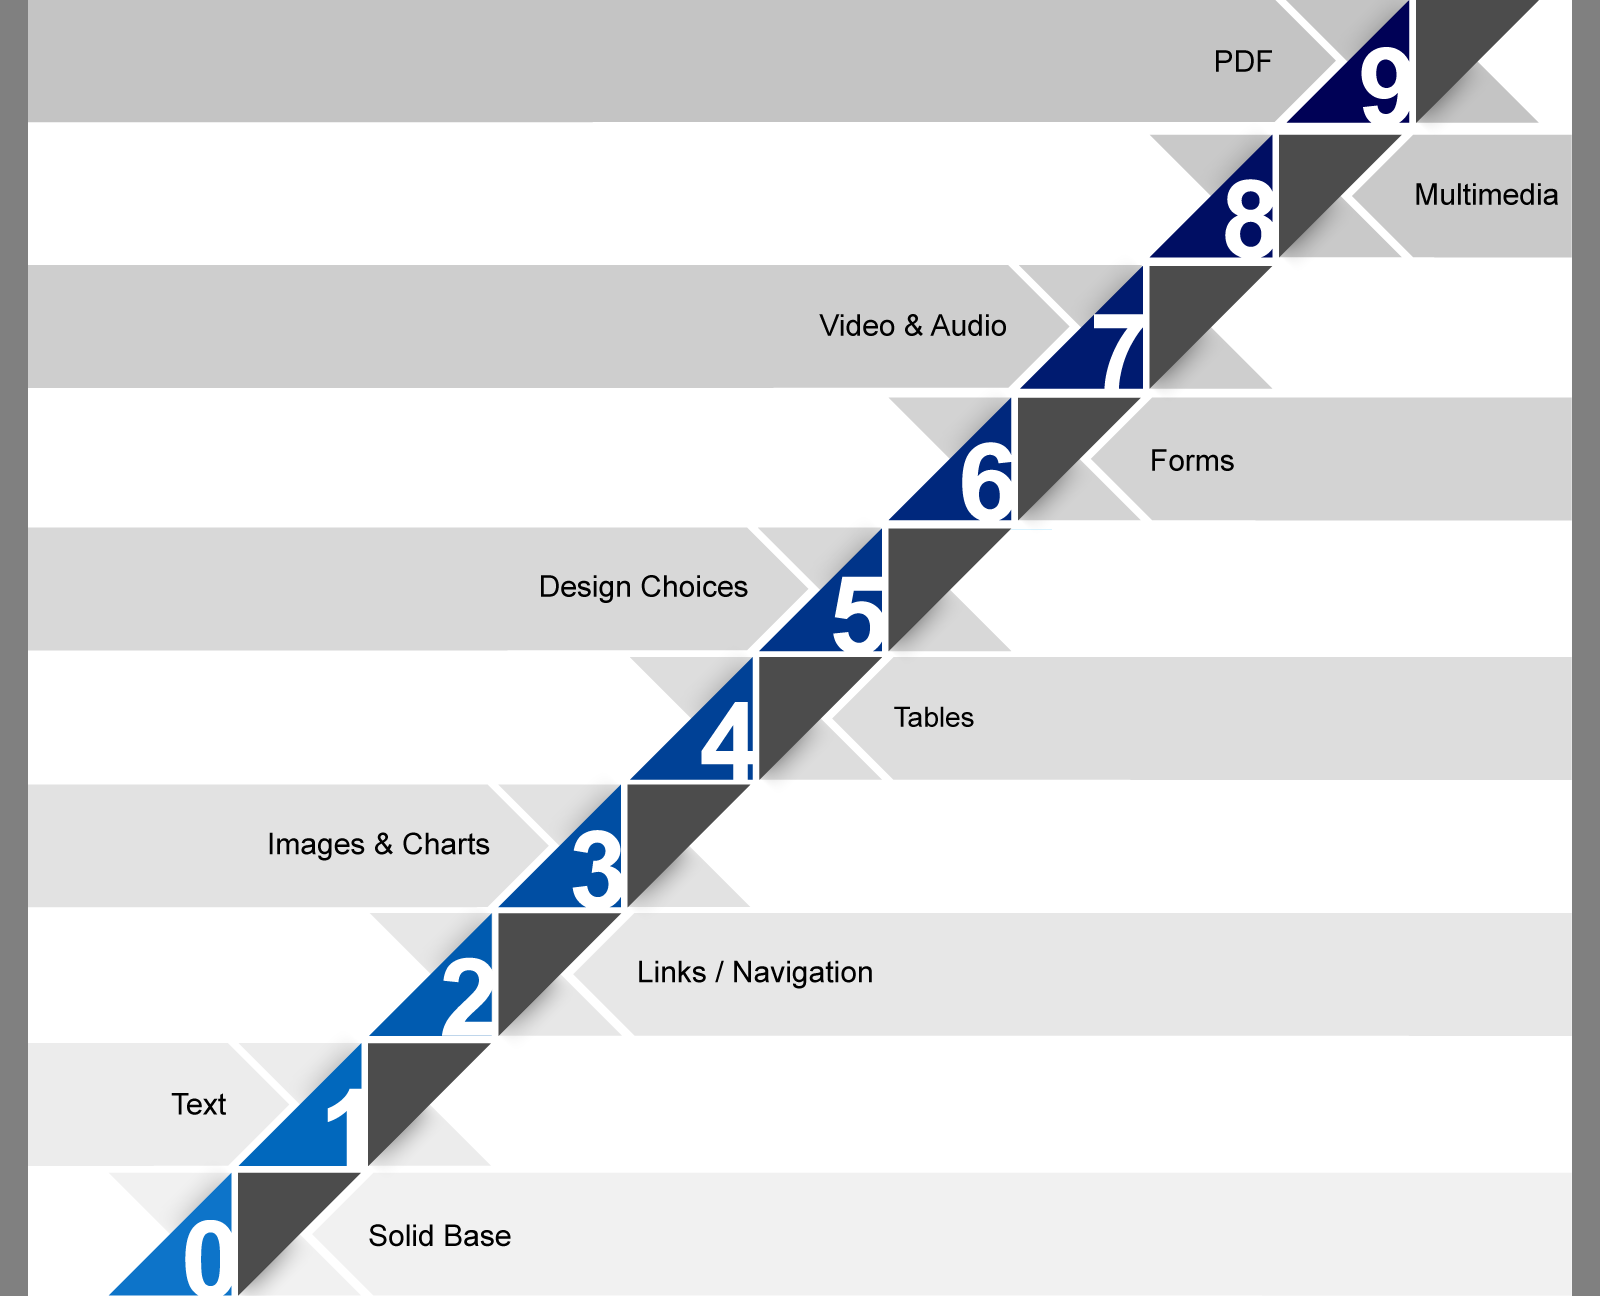 PDF
9
8
Multimedia
Video & Audio
7
6
Forms
Design Choices
5
4
Tables
Images & Charts
3
2
Links / Navigation
Text
1
0
Solid Base